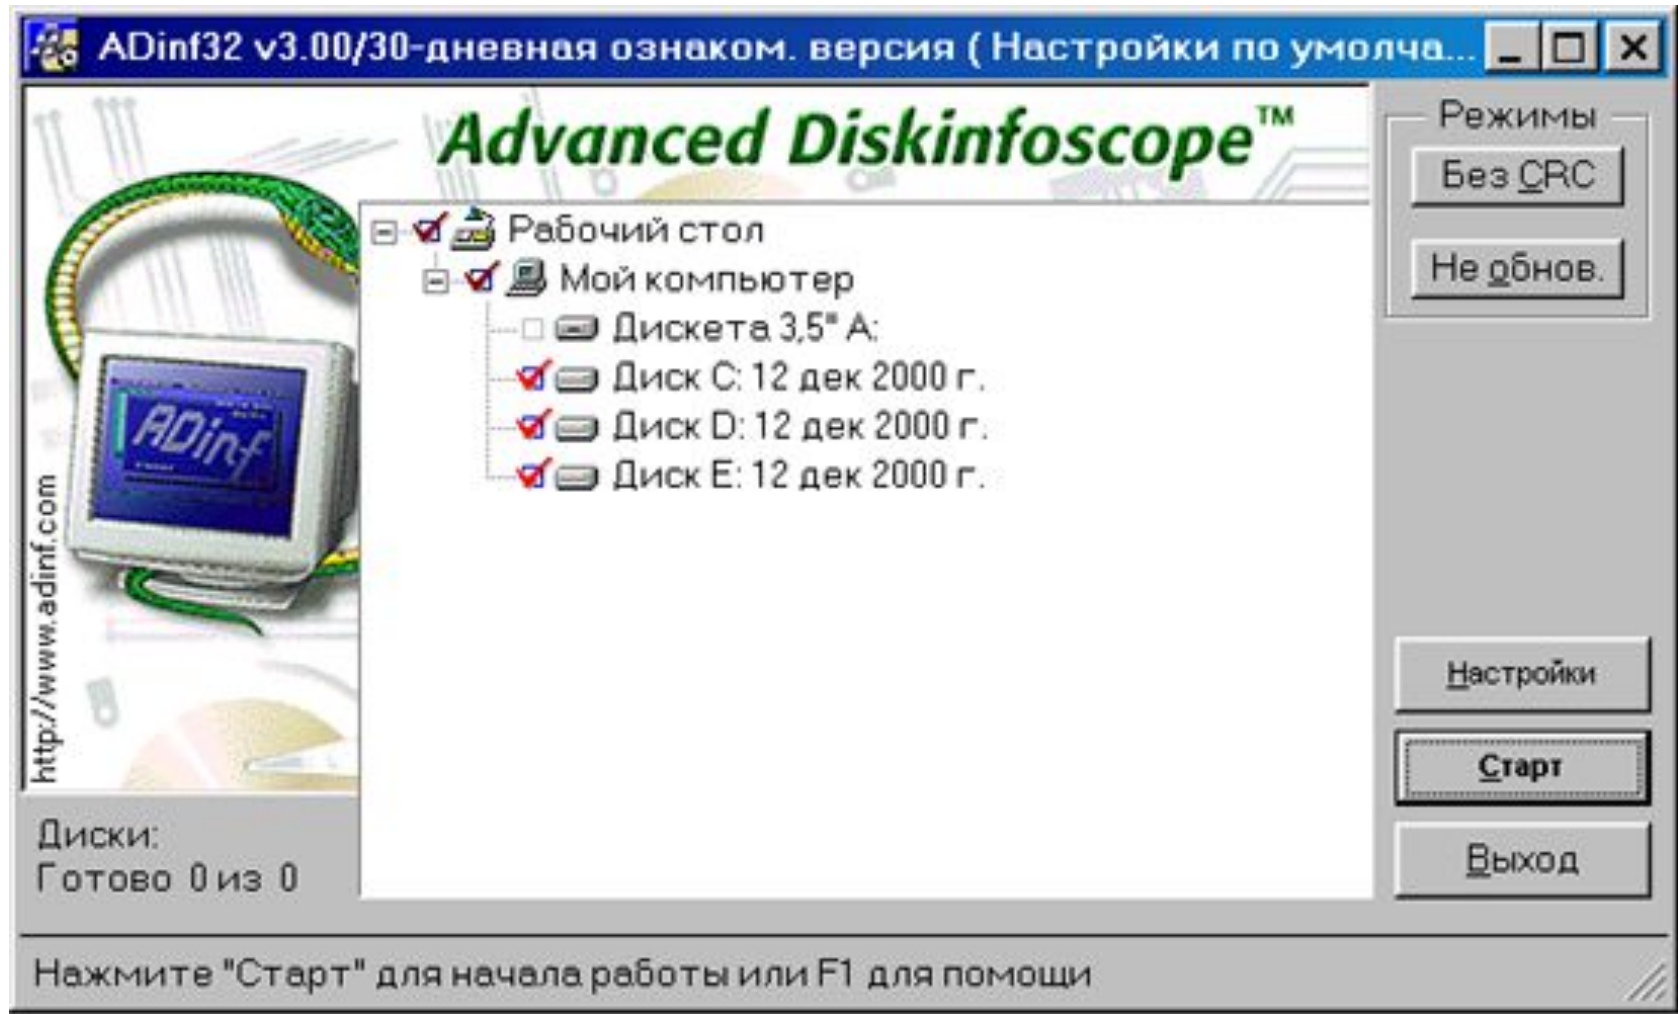 ADinf32 v3.00/30-дневная ознаком. версия ( Настройки по умолча...
Advanced Diskinfoscope™
Режимы
Без CRC
Не обнов.
Рабочий стол
Мой компьютер
Дискета 3,5" A:
Диск C: 12 дек 2000 г.
Диск D: 12 дек 2000 г.
Диск E: 12 дек 2000 г.
ADinf
http://www.adinf.com
Настройки
Старт
Выход
Диски:
Готово 0 из 0
Нажмите "Старт" для начала работы или F1 для помощи